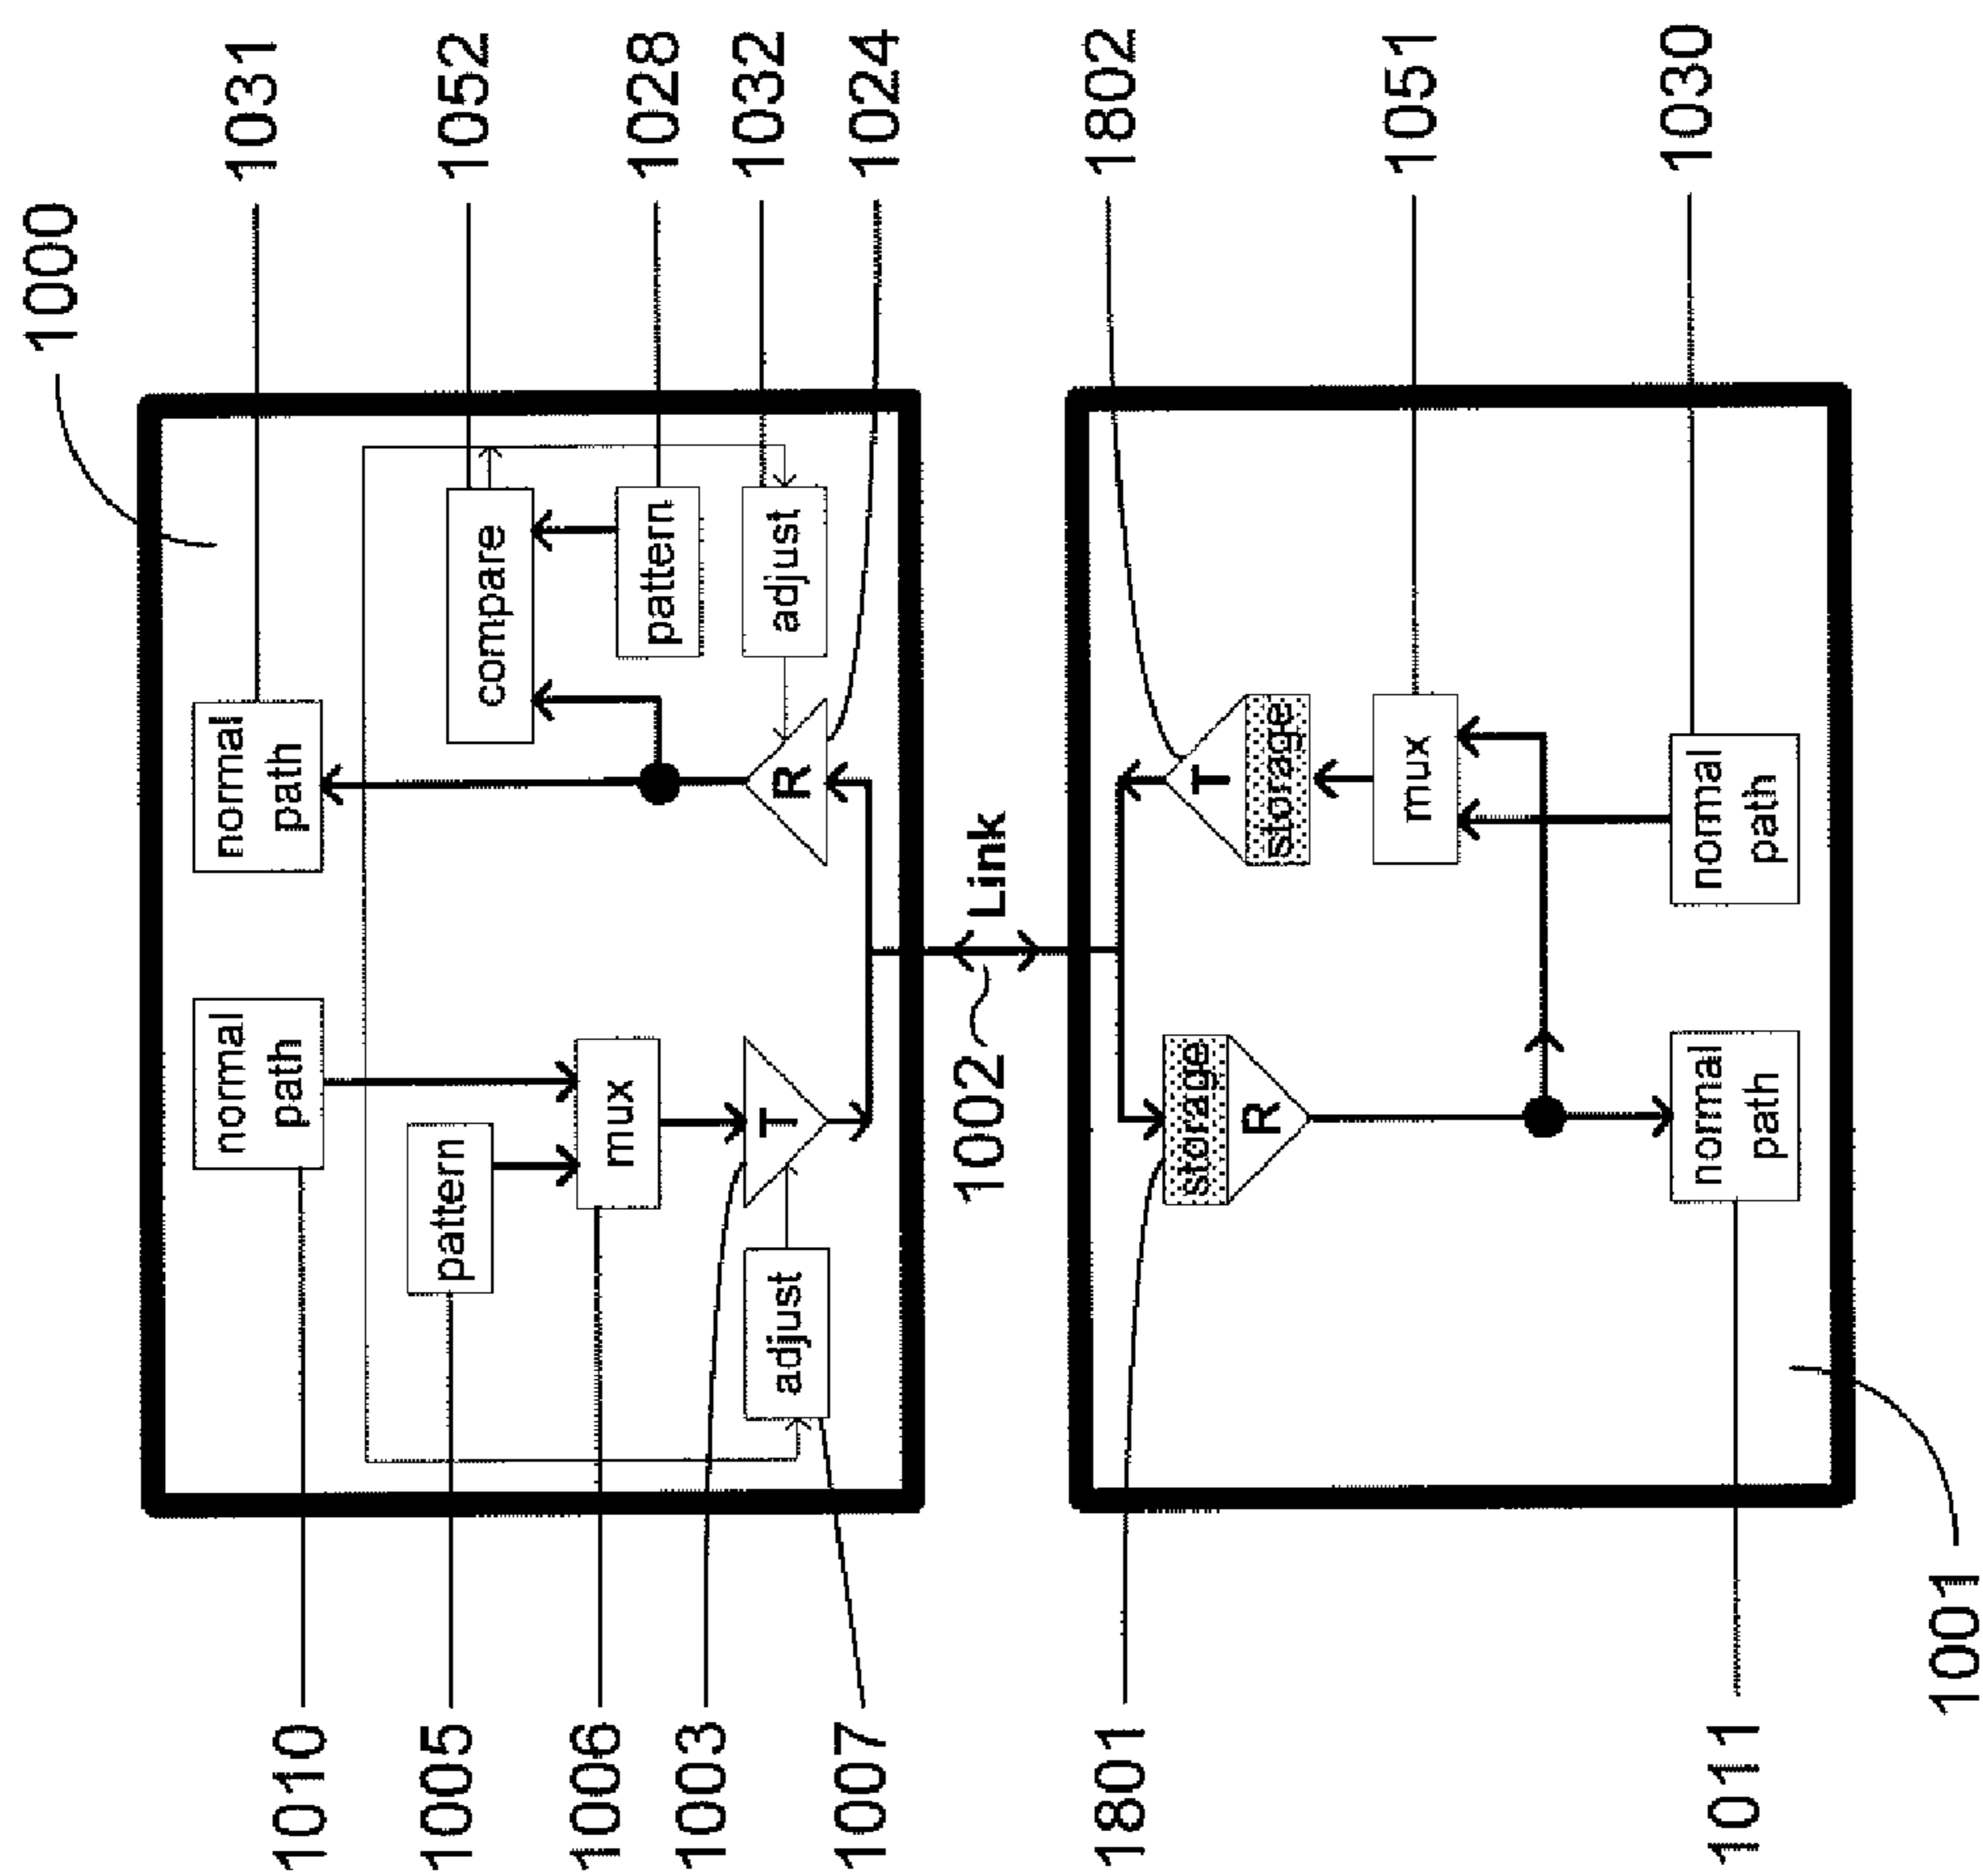 1000
1010
1005
1006
1003
1007
1031
1052
1028
1032
1024
normal
path
pattern
mux
T
adjust
normal
path
compare
pattern
adjust
R
1002
Link
1801
1011
1001
1802
1051
1030
storage
R
normal
path
T
storage
mux
normal
path